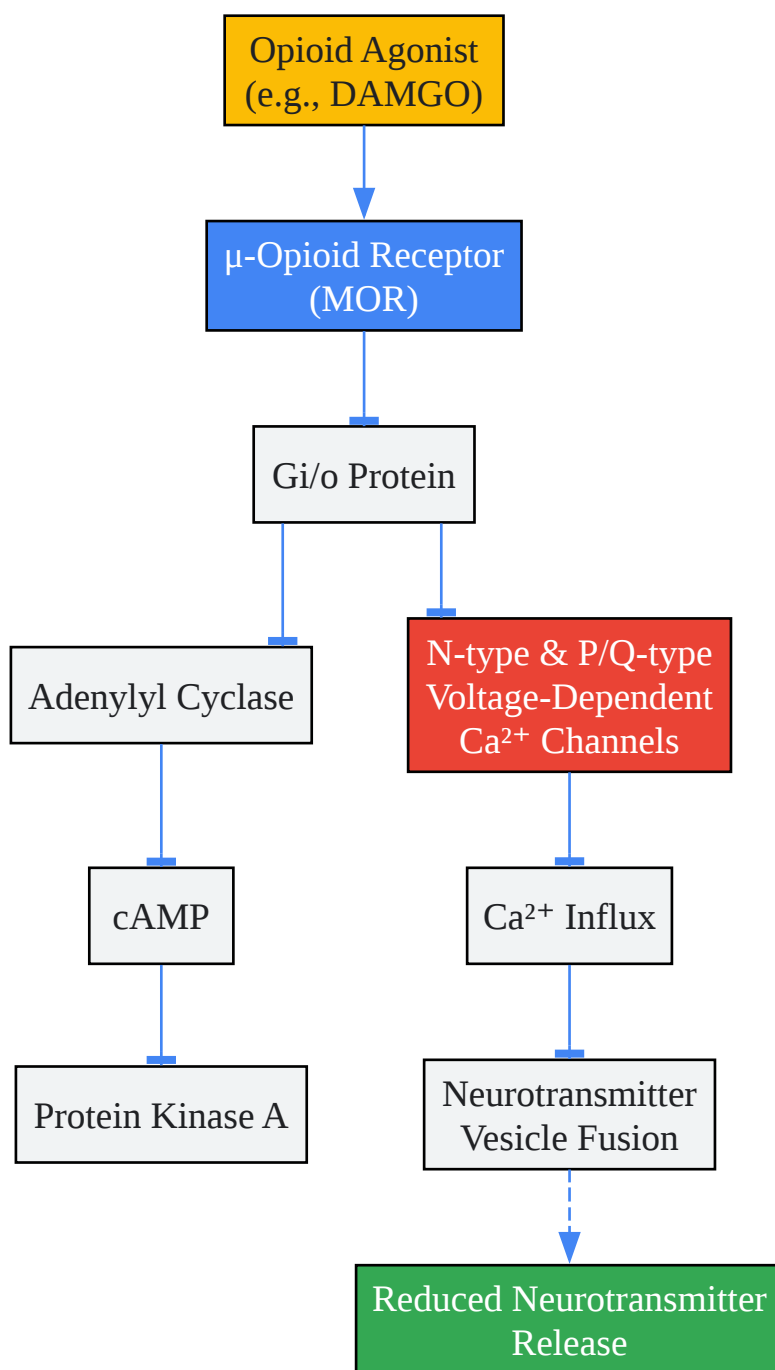 Opioid Agonist
(e.g., DAMGO)
μ-Opioid Receptor
(MOR)
Gi/o Protein
Adenylyl Cyclase
N-type & P/Q-type
Voltage-Dependent
Ca²⁺ Channels
cAMP
Ca²⁺ Influx
Protein Kinase A
Neurotransmitter
Vesicle Fusion
Reduced Neurotransmitter
Release